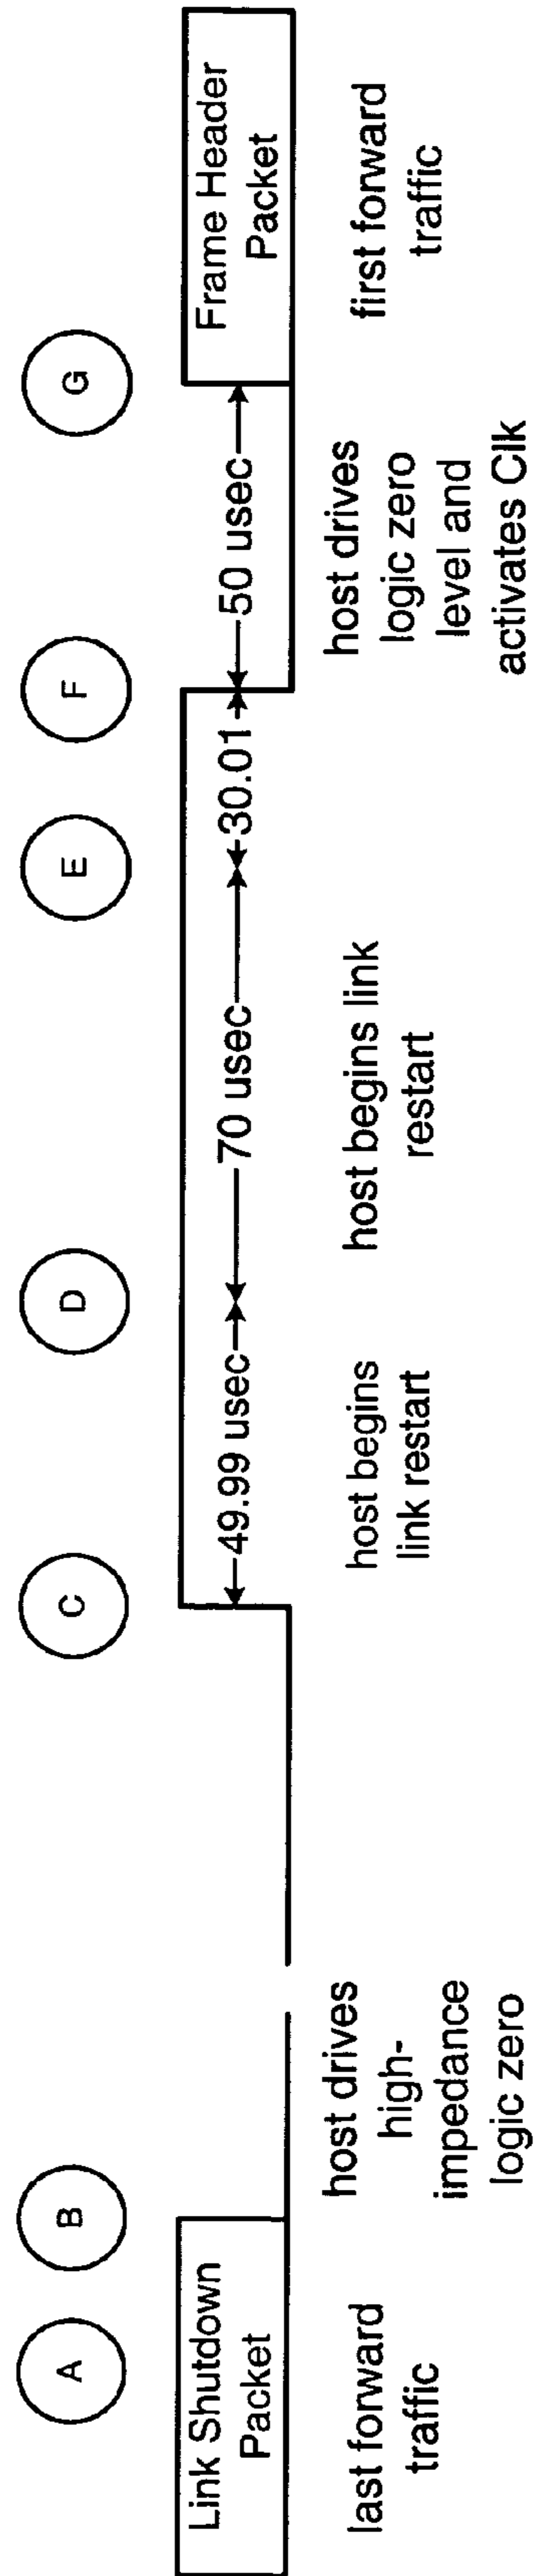 A
B
C
D
E
F
G
Link Shutdown
Packet
49.99 usec
70 usec
30.01
50 usec
Frame Header
Packet
last forward
traffic
host drives
high-
impedance
logic zero
host begins
link restart
host begins link
restart
host drives
logic zero
level and
activates Clk
first forward
traffic